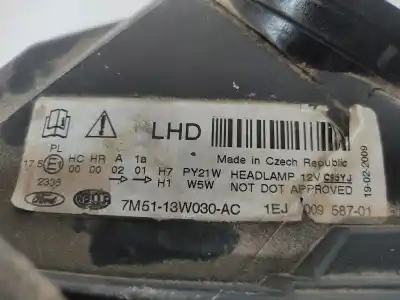 LHD
Made in Czech Republic
PL HC HR A 1a H7 PY21W HEADLAMP 12V
17.5 E1 00 00 02 01 H1 W5W NOT DOT APPROVED
19-02-2009
Ford 7M51-13W030-AC 1EJ 009 587-01